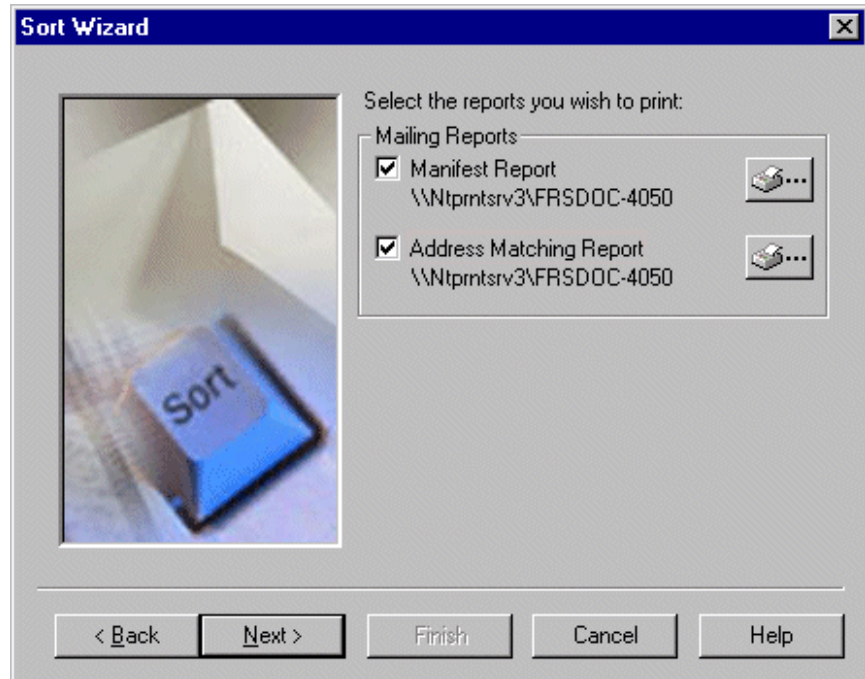 Sort Wizard
Select the reports you wish to print:
Mailing Reports
Manifest Report
\\Ntprntsrv3\FRSDOC-4050
Address Matching Report
\\Ntprntsrv3\FRSDOC-4050
Sort
< Back Next > Finish Cancel Help